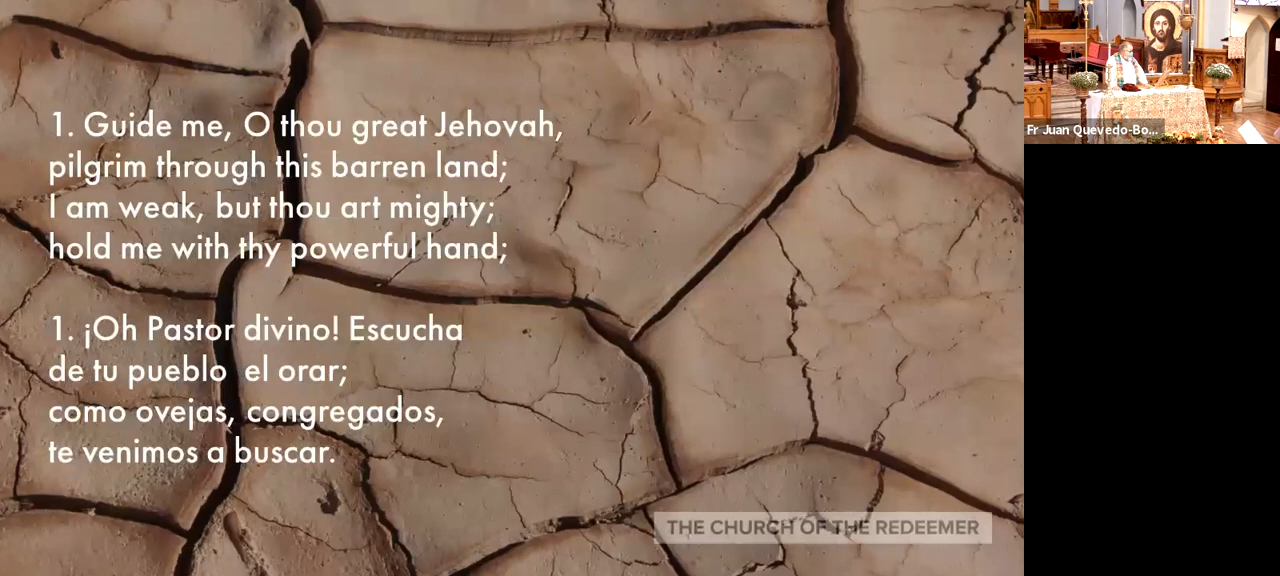 1. Guide me, O thou great Jehovah,
pilgrim through this barren land;
I am weak, but thou art mighty;
hold me with thy powerful hand;
1. ¡Oh Pastor divino! Escucha
de tu pueblo  el orar;
como ovejas, congregados,
te venimos a buscar.
THE CHURCH OF THE REDEEMER
Fr Juan Quevedo-Bo...